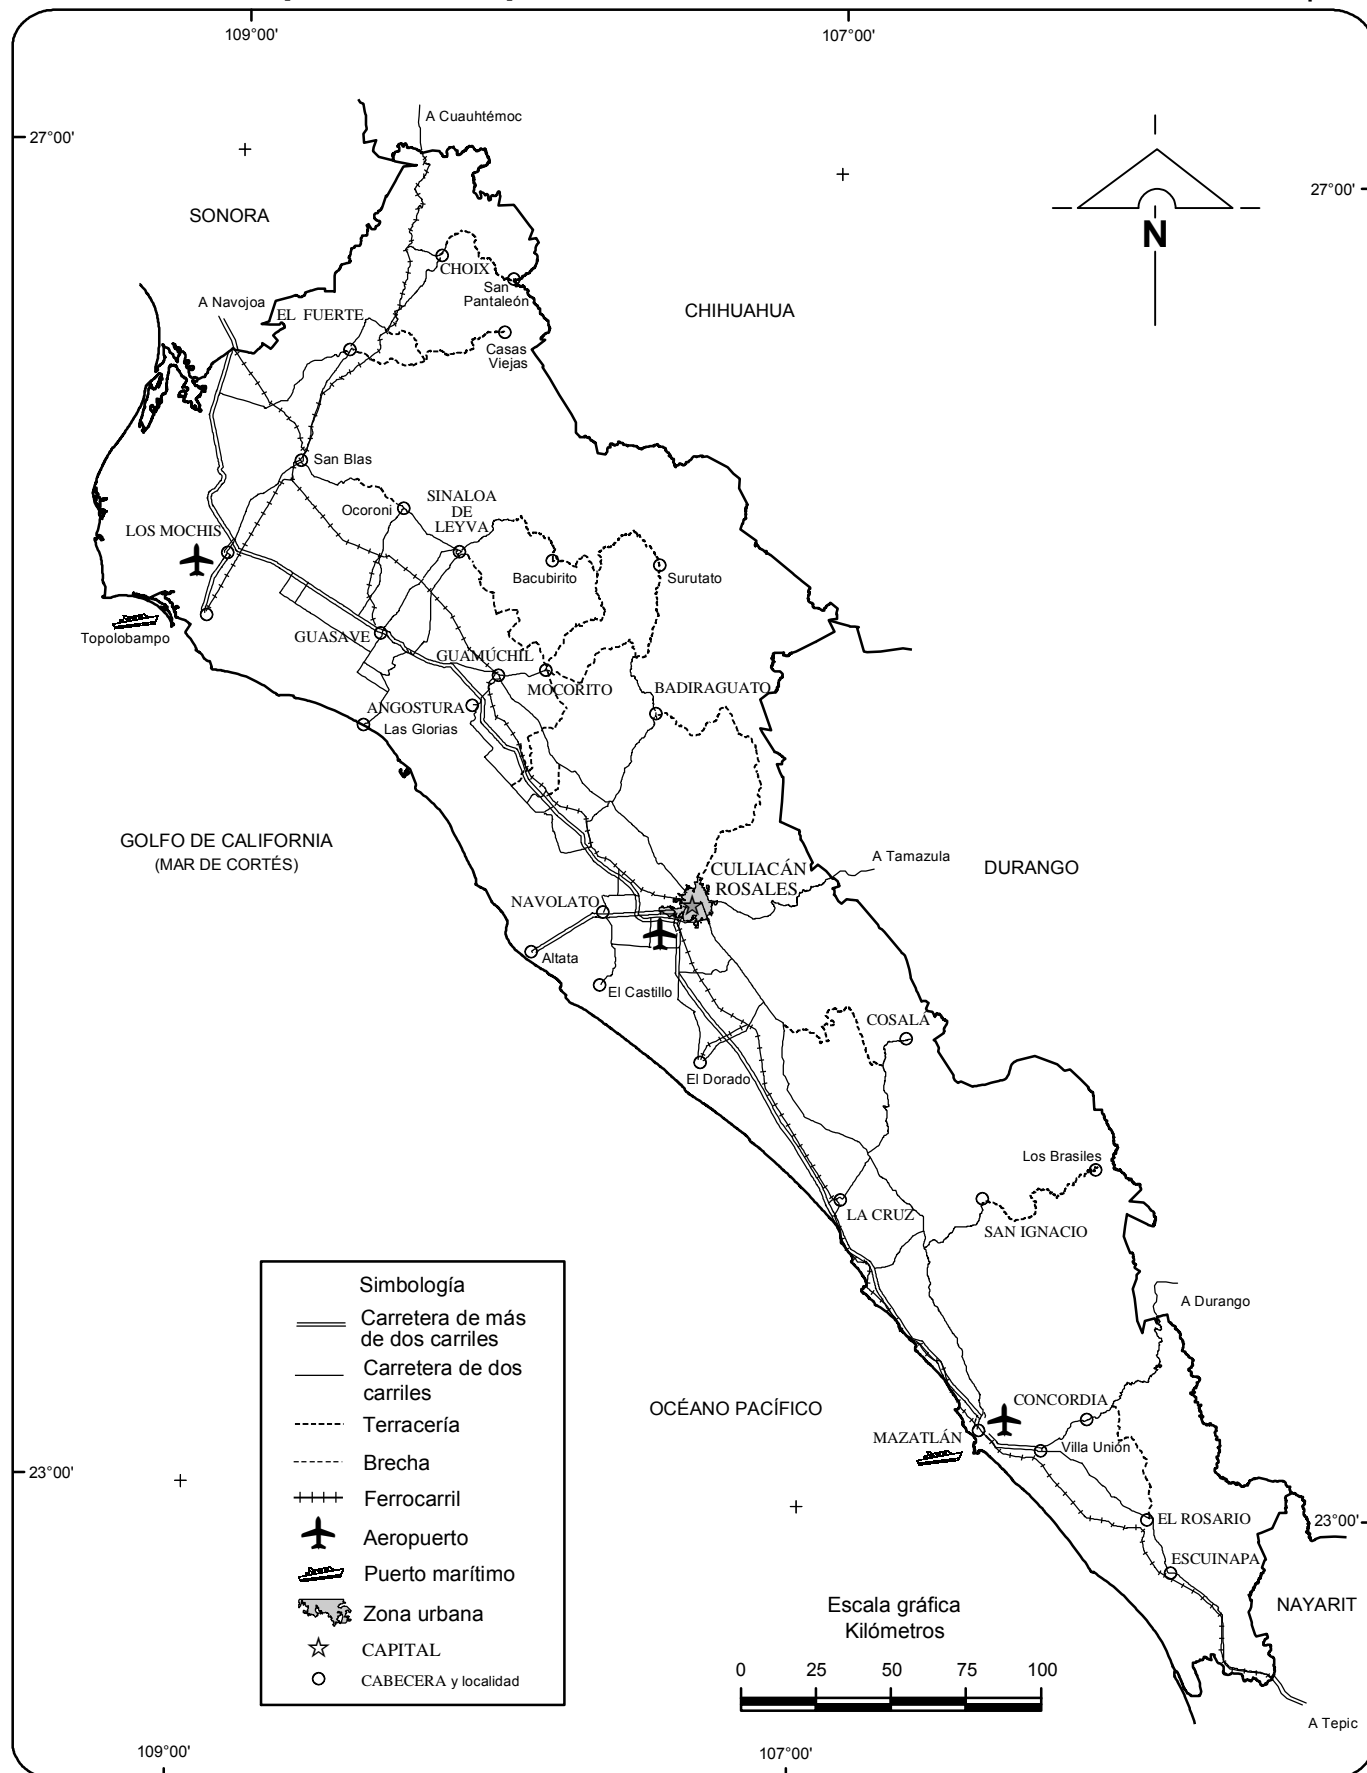 109°00'
107°00'
27°00'
A Cuauhtémoc
27°00'
SONORA
N
CHOIX
San
Pantaleón
A Navojoa
EL FUERTE
CHIHUAHUA
Casas
Viejas
San Blas
SINALOA
DE
LEYVA
Ocoroni
LOS MOCHIS
Bacubirito
Surutato
Topolobampo
GUASAVE
GUAMÚCHIL
MOCORITO
BADIRAGUATO
ANGOSTURA
Las Glorias
GOLFO DE CALIFORNIA
(MAR DE CORTÉS)
A Tamazula
DURANGO
CULIACÁN
ROSALES
NAVOLATO
Altata
El Castillo
COSALÁ
El Dorado
Los Brasiles
LA CRUZ
SAN IGNACIO
A Durango
OCÉANO PACÍFICO
CONCORDIA
MAZATLÁN
Villa Unión
23°00'
EL ROSARIO
23°00'
ESCUINAPA
NAYARIT
A Tepic
Simbología
Carretera de más
de dos carriles
Carretera de dos
carriles
Terracería
Brecha
Ferrocarril
Aeropuerto
Puerto marítimo
Zona urbana
CAPITAL
CABECERA y localidad
Escala gráfica
Kilómetros
0 25 50 75 100
109°00'
107°00'